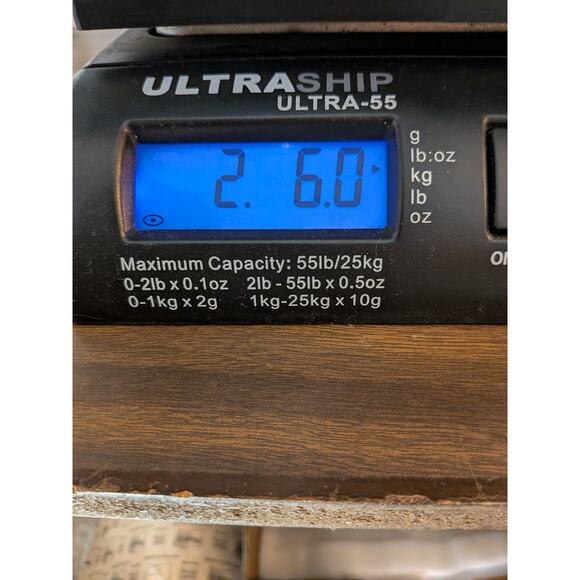 ULTRASHIP
ULTRA-55
2. 6.0
g
lb:oz
kg
lb
oz
Maximum Capacity: 55lb/25kg
0-2lb x 0.1oz 2lb - 55lb x 0.5oz
0-1kg x 2g 1kg-25kg x 10g